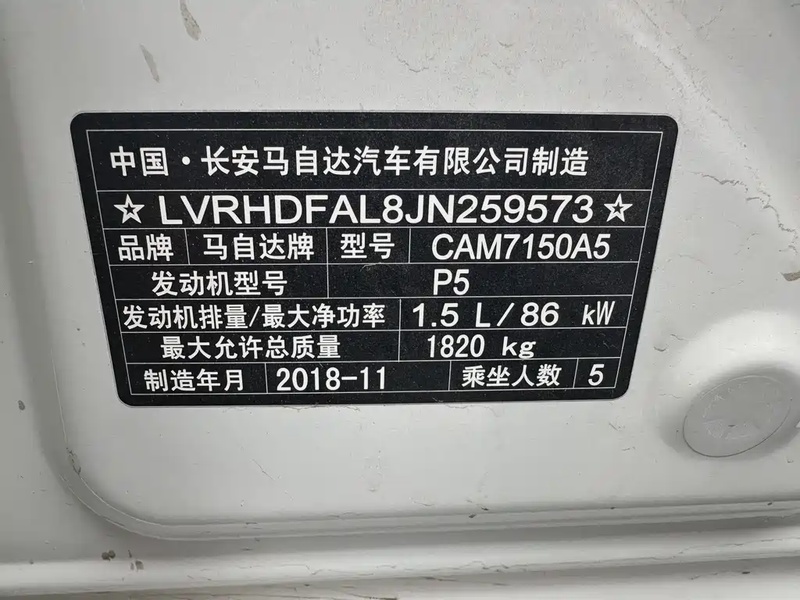 中国·长安马自达汽车有限公司制造
☆LVRHDFAL8JN259573☆
品牌 马自达牌 型号 CAM7150A5
发动机型号 P5
发动机排量/最大净功率 1.5 L/86 kW
最大允许总质量 1820 kg
制造年月 2018-11 乘坐人数 5